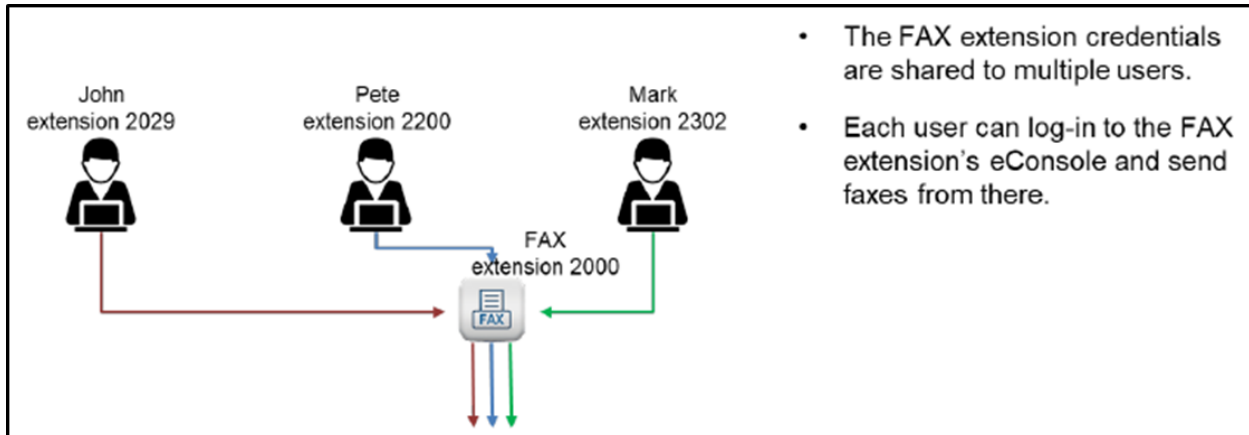 John
extension 2029
Pete
extension 2200
Mark
extension 2302
FAX
extension 2000
FAX
• The FAX extension credentials
are shared to multiple users.
• Each user can log-in to the FAX
extension's eConsole and send
faxes from there.